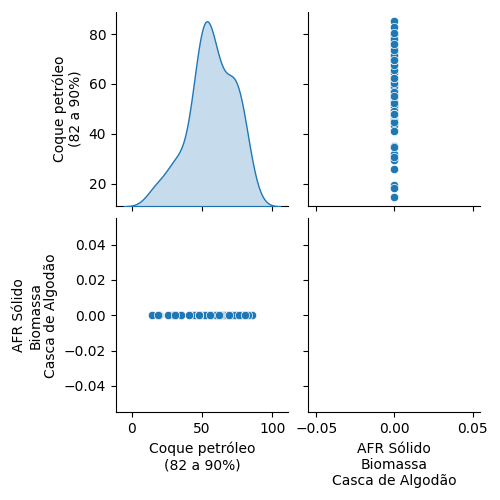 80
60
40
20
Coque petróleo
(82 a 90%)
0.04
0.02
0.00
−0.02
−0.04
AFR Sólido
Biomassa
Casca de Algodão
0
50
100
Coque petróleo
(82 a 90%)
−0.05
0.00
0.05
AFR Sólido
Biomassa
Casca de Algodão